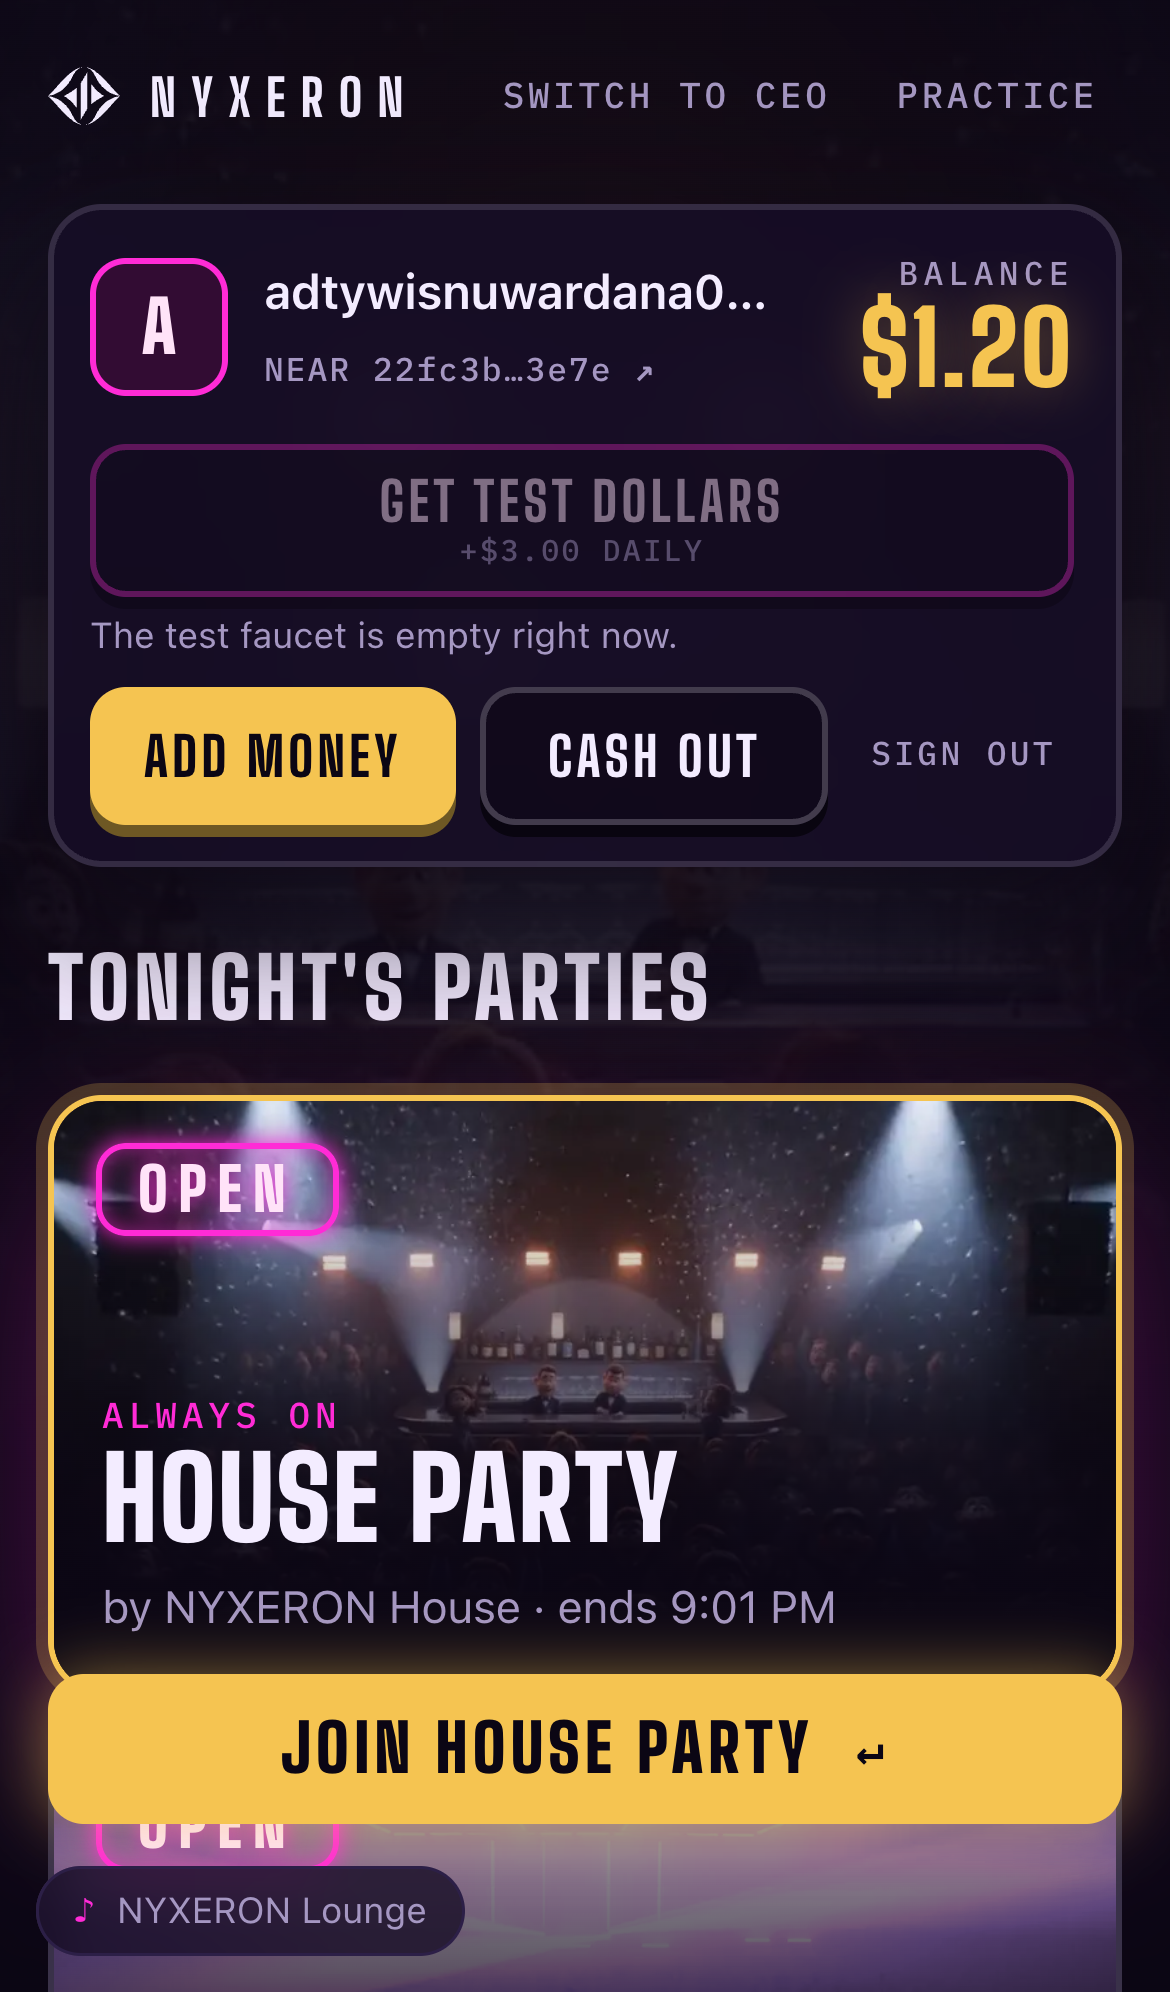 NYXERON
SWITCH TO CEO
PRACTICE
A
adtywisnuwardana0...
NEAR 22fc3b…3e7e ↗
BALANCE
$1.20
GET TEST DOLLARS
+$3.00 DAILY
The test faucet is empty right now.
ADD MONEY
CASH OUT
SIGN OUT
TONIGHT'S PARTIES
OPEN
ALWAYS ON
HOUSE PARTY
by NYXERON House · ends 9:01 PM
JOIN HOUSE PARTY ↵
OPEN
♪ NYXERON Lounge